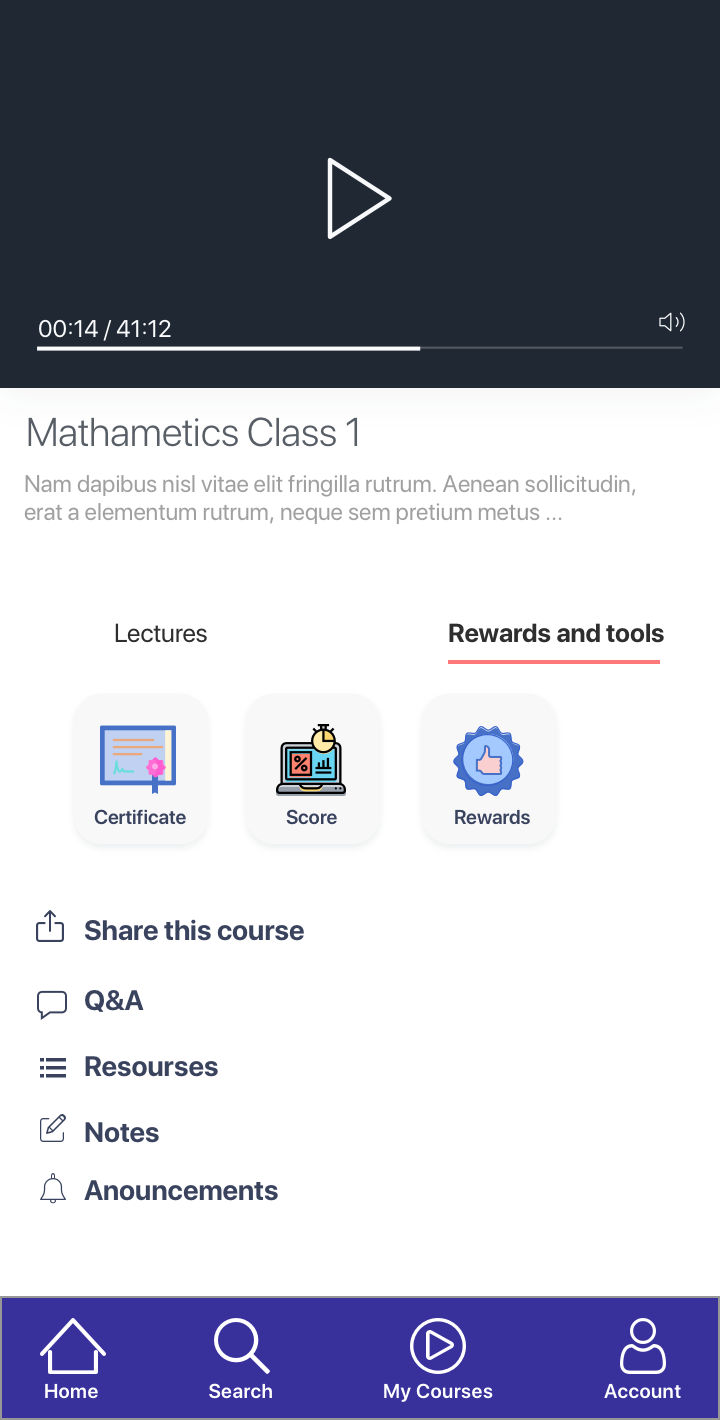 00:14 / 41:12
Mathametics Class 1
Nam dapibus nisl vitae elit fringilla rutrum. Aenean sollicitudin,
erat a elementum rutrum, neque sem pretium metus ...
Lectures
Rewards and tools
Certificate
Score
Rewards
Share this course
Q&A
Resourses
Notes
Anouncements
Home
Search
My Courses
Account